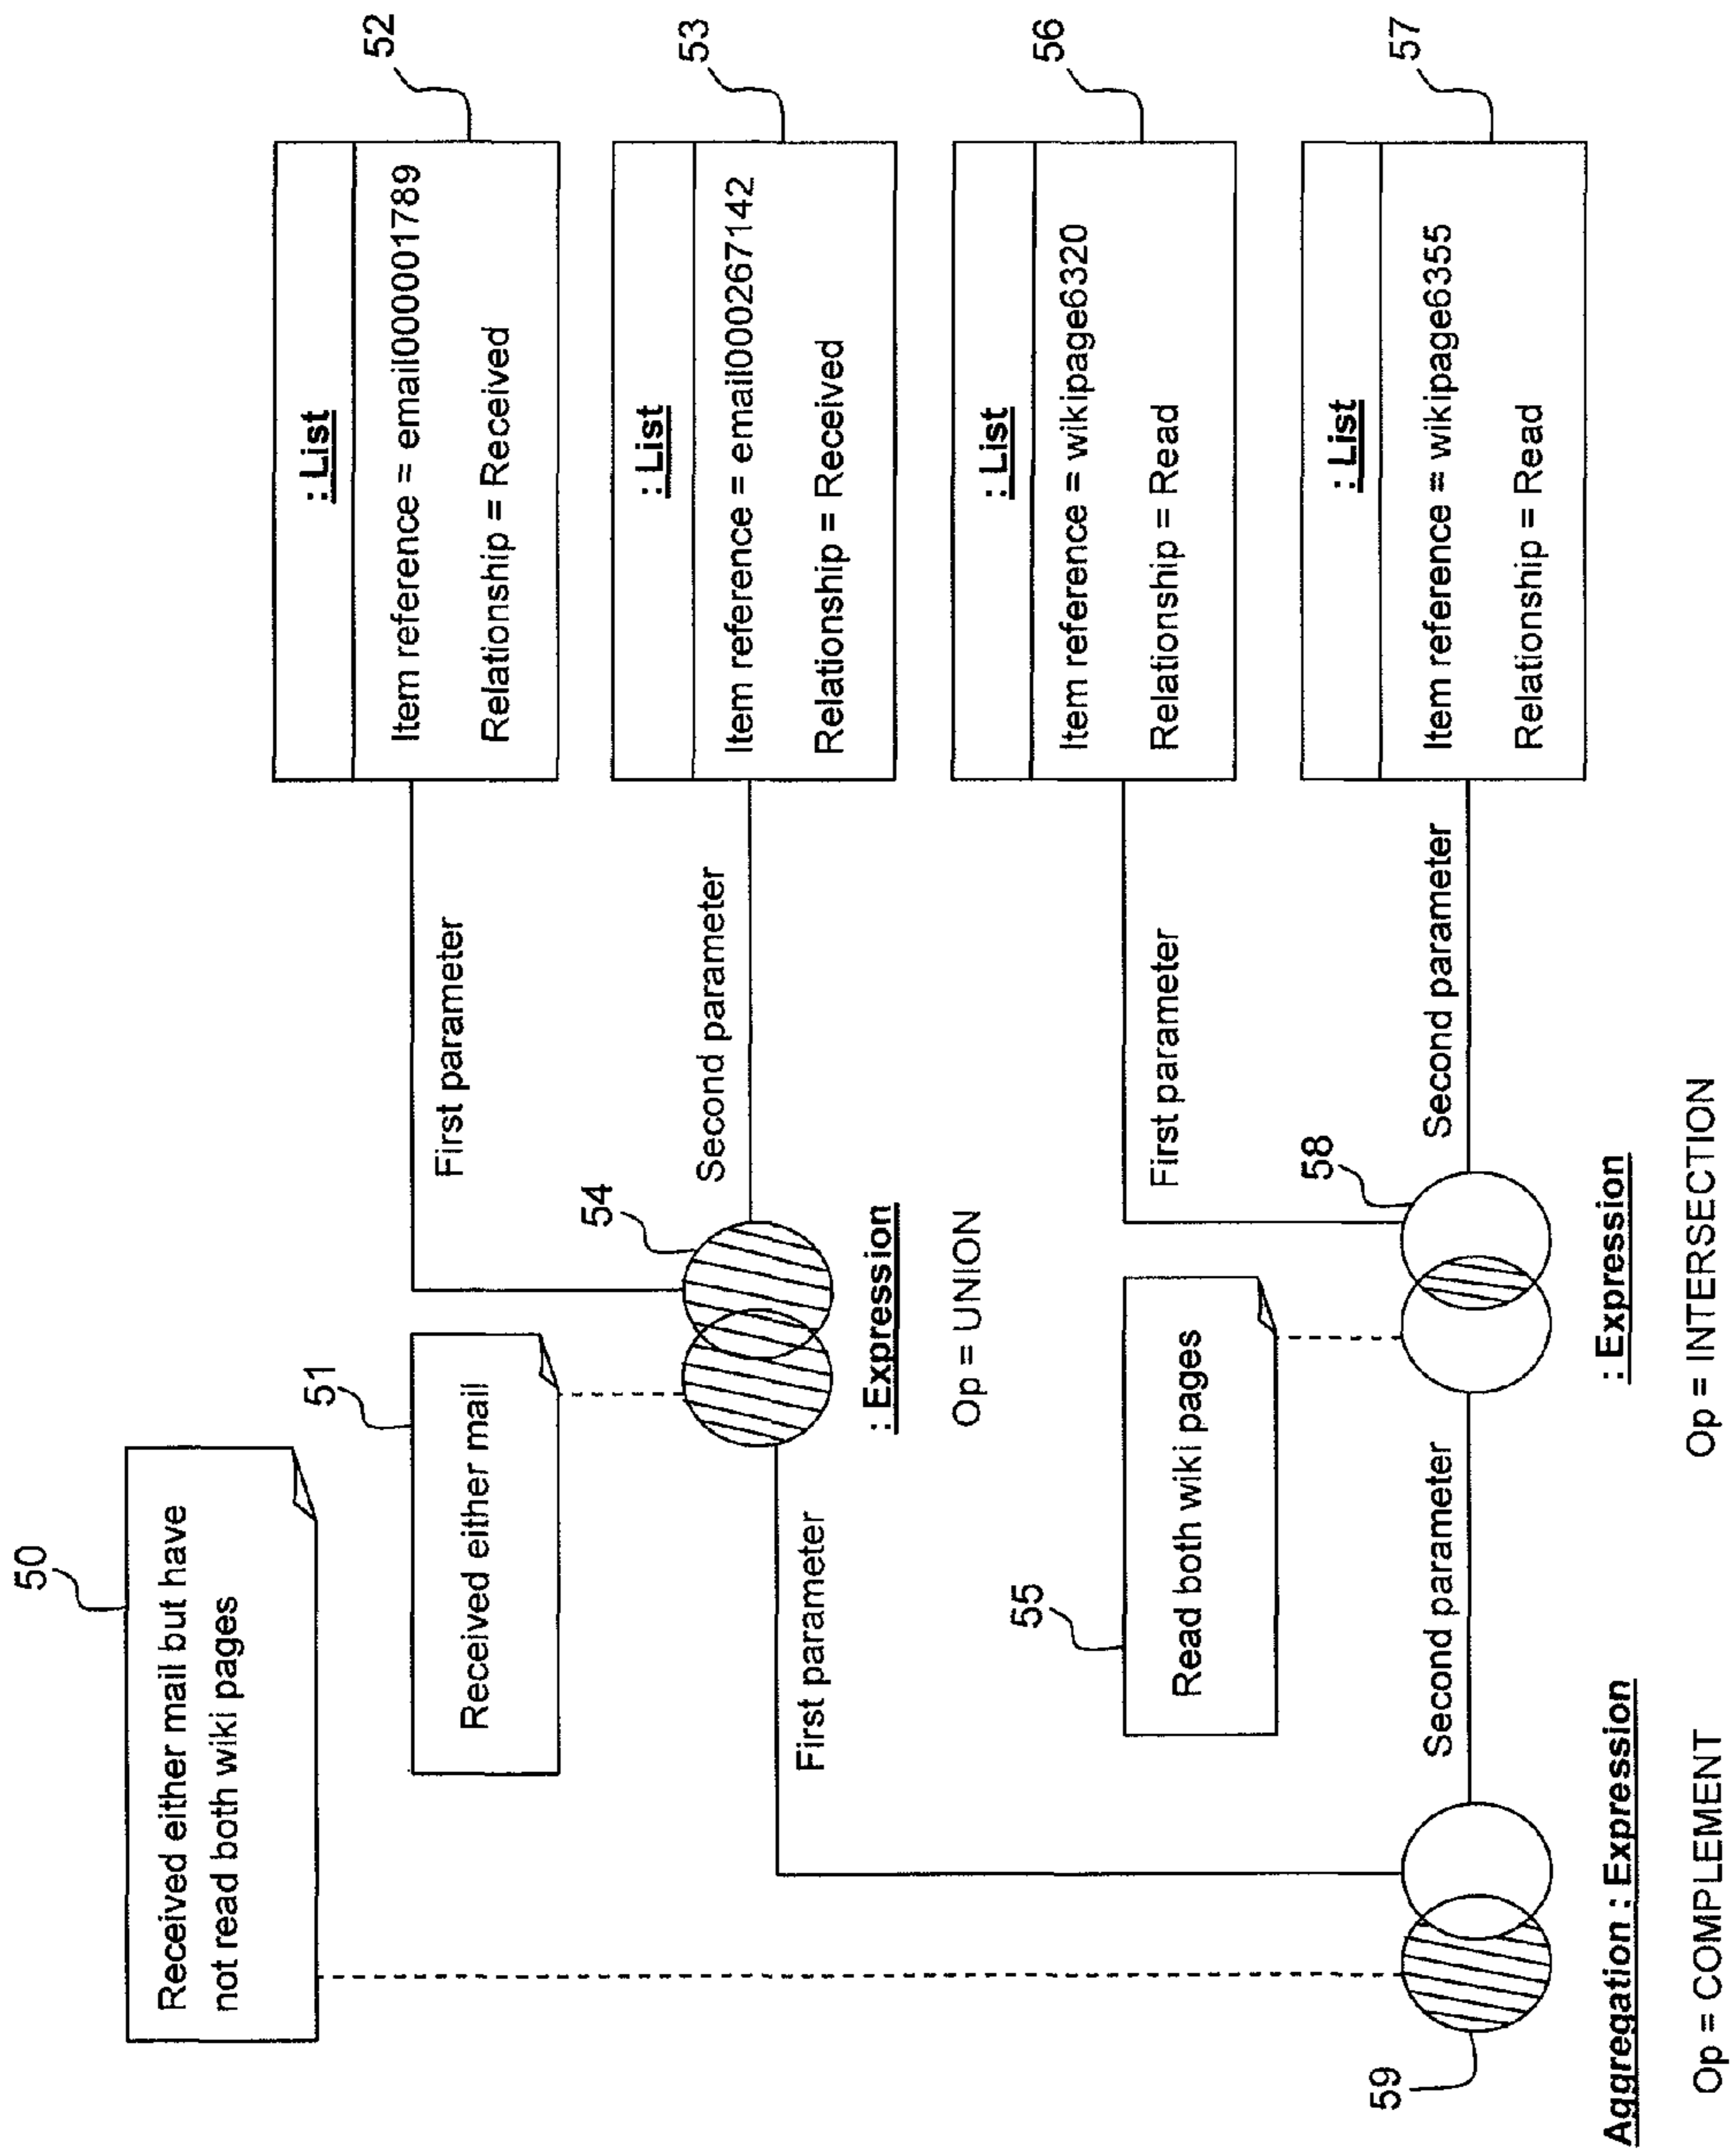 50
Received either mail but have
not read both wiki pages
51
Received either mail
: List
52
Item reference = email00001789
Relationship = Received
First parameter
54
: List
53
Item reference = email000267142
Relationship = Received
Second parameter
First parameter
: Expression
Op = UNION
55
Read both wiki pages
: List
56
Item reference = wikipage6320
Relationship = Read
First parameter
58
: List
57
Item reference = wikipage6355
Relationship = Read
Second parameter
Second parameter
59
Aggregation : Expression
Op = COMPLEMENT
: Expression
Op = INTERSECTION